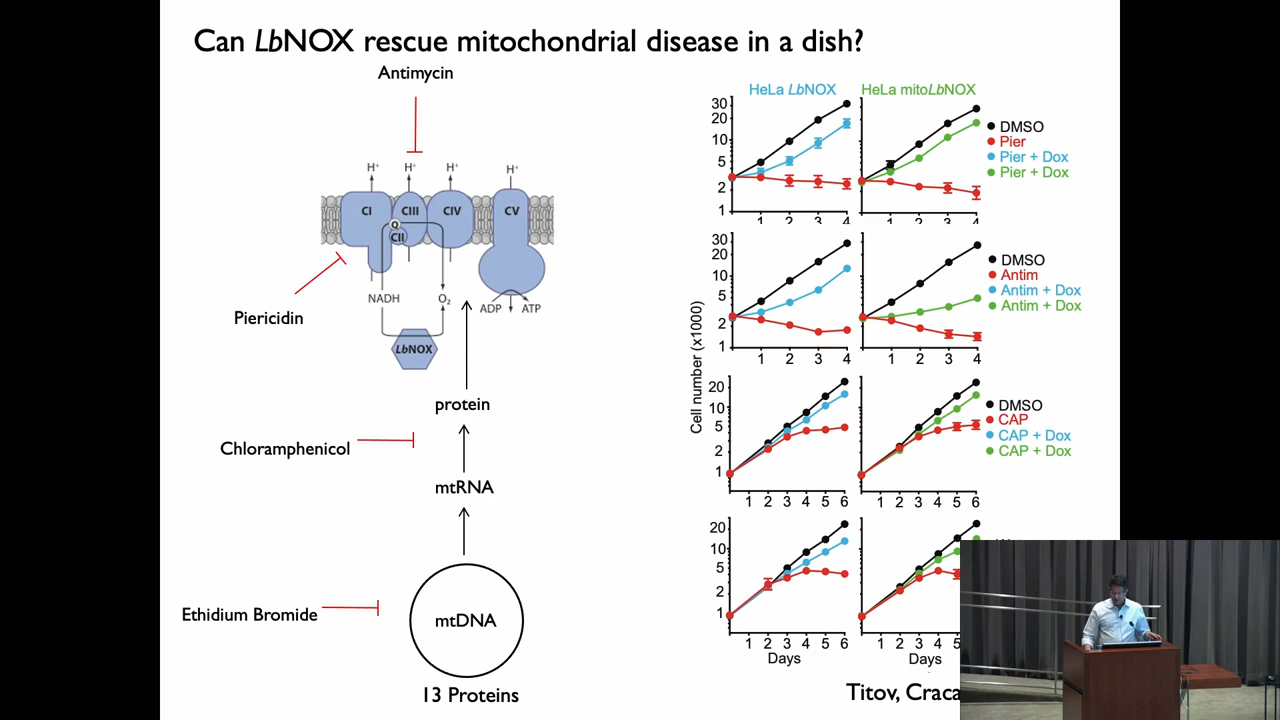 Can LbNOX rescue mitochondrial disease in a dish?
Antimycin
H⁺ H⁺ H⁺ H⁺
CI CIII CIV CV
Q
CII
NADH O₂ ADP ATP
LbNOX
Piericidin
protein
Chloramphenicol
mtRNA
Ethidium Bromide
mtDNA
13 Proteins
HeLa LbNOX HeLa mitoLbNOX
Cell number (x1000)
30
20
10
5
2
1
1 2 3 4 1 2 3 4
DMSO
Pier
Pier + Dox
Pier + Dox
30
20
10
5
2
1
1 2 3 4 1 2 3 4
DMSO
Antim
Antim + Dox
Antim + Dox
20
10
5
2
1
1 2 3 4 5 6 1 2 3 4 5 6
DMSO
CAP
CAP + Dox
CAP + Dox
20
10
5
2
1
1 2 3 4 5 6 1 2 3 4 5
Days Days
Titov, Craca